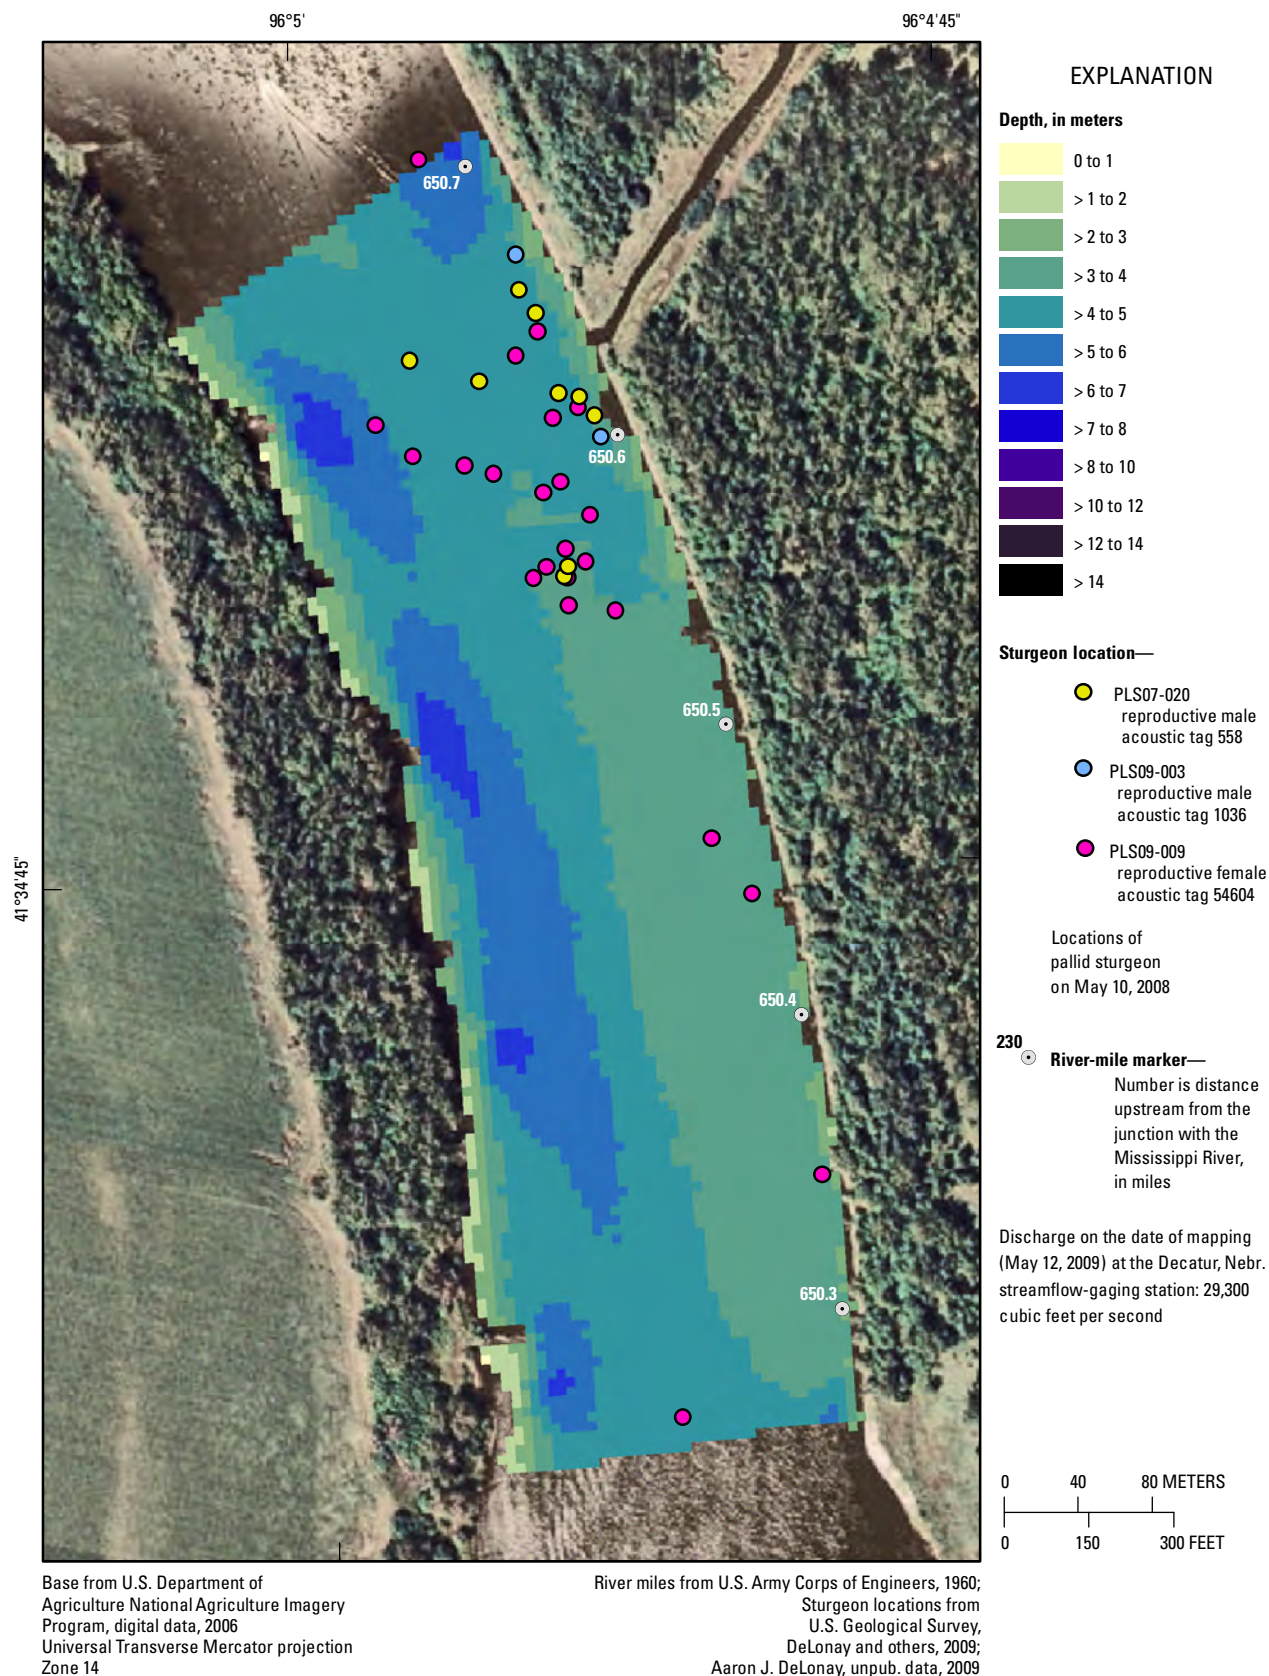 96°5'
96°4'45"
41°34'45"
650.7
650.6
650.5
650.4
650.3
EXPLANATION
Depth, in meters
0 to 1
> 1 to 2
> 2 to 3
> 3 to 4
> 4 to 5
> 5 to 6
> 6 to 7
> 7 to 8
> 8 to 10
> 10 to 12
> 12 to 14
> 14
Sturgeon location—
PLS07-020
reproductive male
acoustic tag 558
PLS09-003
reproductive male
acoustic tag 1036
PLS09-009
reproductive female
acoustic tag 54604
Locations of
pallid sturgeon
on May 10, 2008
230
River-mile marker—
Number is distance
upstream from the
junction with the
Mississippi River,
in miles
Discharge on the date of mapping
(May 12, 2009) at the Decatur, Nebr.
streamflow-gaging station: 29,300
cubic feet per second
0 40 80 METERS
0 150 300 FEET
Base from U.S. Department of
Agriculture National Agriculture Imagery
Program, digital data, 2006
Universal Transverse Mercator projection
Zone 14
River miles from U.S. Army Corps of Engineers, 1960;
Sturgeon locations from
U.S. Geological Survey,
DeLonay and others, 2009;
Aaron J. DeLonay, unpub. data, 2009